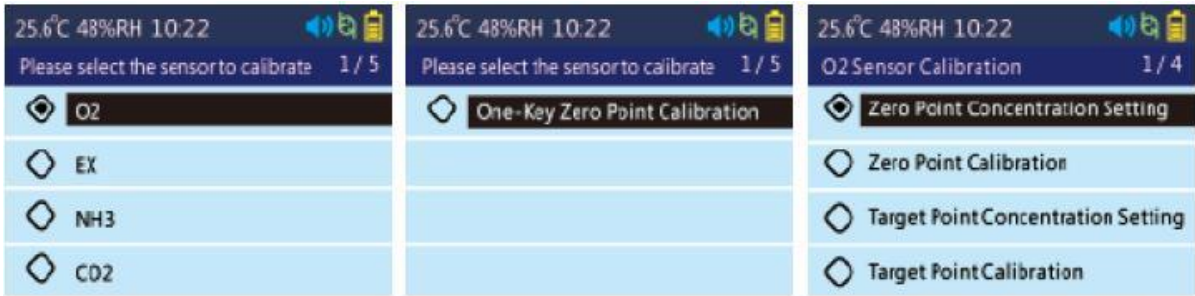 25.6°C 48%RH 10:22
Please select the sensor to calibrate 1/5
O2
EX
NH3
CO2
25.6°C 48%RH 10:22
Please select the sensor to calibrate 1/5
One-Key Zero Point Calibration
25.6°C 48%RH 10:22
O2 Sensor Calibration 1/4
Zero Point Concentration Setting
Zero Point Calibration
Target Point Concentration Setting
Target Point Calibration